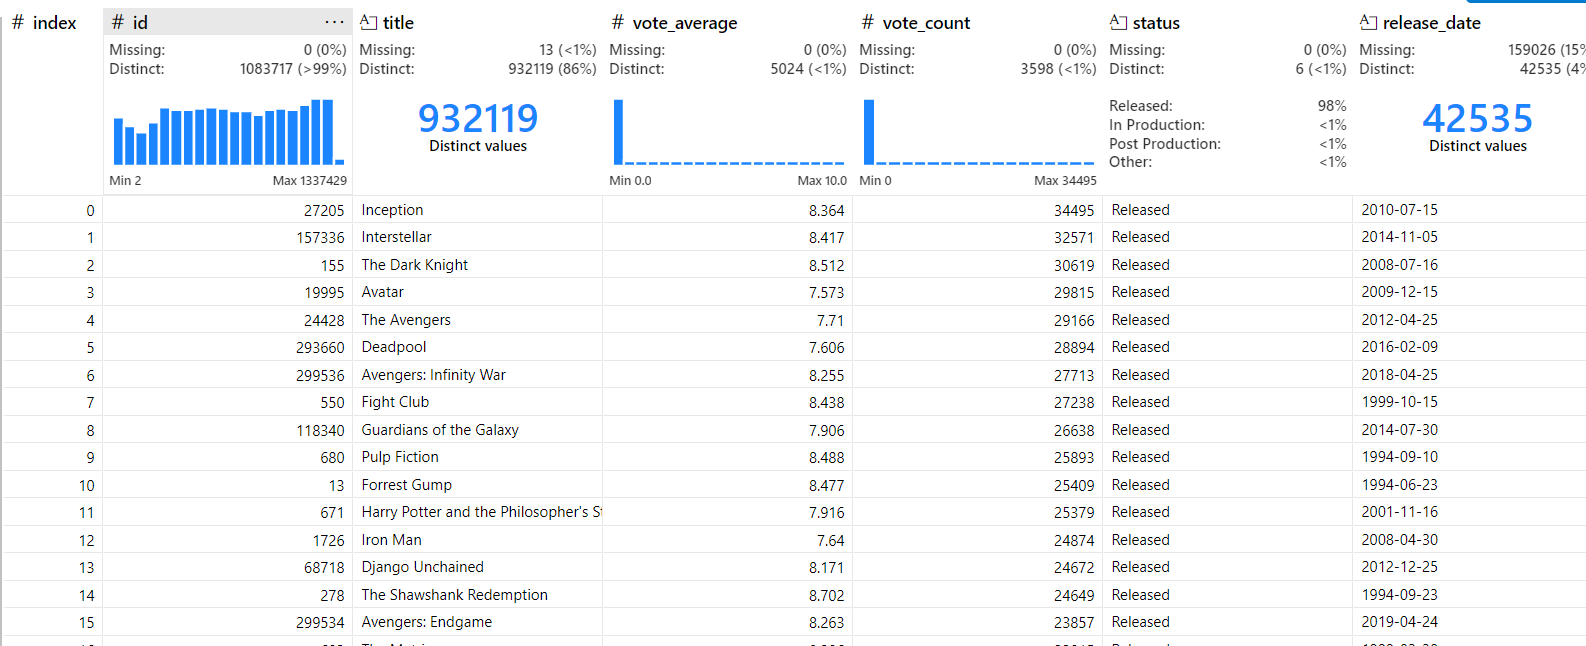 # index # id ··· title # vote_average # vote_count status release_date
Missing: 0 (0%) Missing: 13 (<1%) Missing: 0 (0%) Missing: 0 (0%) Missing: 0 (0%) Missing: 159026 (15%
Distinct: 1083717 (>99%) Distinct: 932119 (86%) Distinct: 5024 (<1%) Distinct: 3598 (<1%) Distinct: 6 (<1%) Distinct: 42535 (4%
932119
Distinct values
Released: 98%
In Production: <1%
Post Production: <1%
Other: <1%
42535
Distinct values
Min 2 Max 1337429 Min 0.0 Max 10.0 Min 0 Max 34495
0 27205 Inception 8.364 34495 Released 2010-07-15
1 157336 Interstellar 8.417 32571 Released 2014-11-05
2 155 The Dark Knight 8.512 30619 Released 2008-07-16
3 19995 Avatar 7.573 29815 Released 2009-12-15
4 24428 The Avengers 7.71 29166 Released 2012-04-25
5 293660 Deadpool 7.606 28894 Released 2016-02-09
6 299536 Avengers: Infinity War 8.255 27713 Released 2018-04-25
7 550 Fight Club 8.438 27238 Released 1999-10-15
8 118340 Guardians of the Galaxy 7.906 26638 Released 2014-07-30
9 680 Pulp Fiction 8.488 25893 Released 1994-09-10
10 13 Forrest Gump 8.477 25409 Released 1994-06-23
11 671 Harry Potter and the Philosopher's 7.916 25379 Released 2001-11-16
12 1726 Iron Man 7.64 24874 Released 2008-04-30
13 68718 Django Unchained 8.171 24672 Released 2012-12-25
14 278 The Shawshank Redemption 8.702 24649 Released 1994-09-23
15 299534 Avengers: Endgame 8.263 23857 Released 2019-04-24